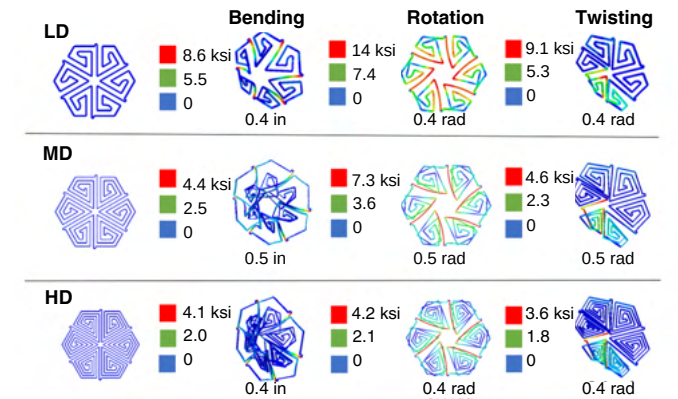 Bending Rotation Twisting
LD
8.6 ksi 14 ksi 9.1 ksi
5.5 7.4 5.3
0 0 0
0.4 in 0.4 rad 0.4 rad
MD
4.4 ksi 7.3 ksi 4.6 ksi
2.5 3.6 2.3
0 0 0
0.5 in 0.5 rad 0.5 rad
HD
4.1 ksi 4.2 ksi 3.6 ksi
2.0 2.1 1.8
0 0 0
0.4 in 0.4 rad 0.4 rad